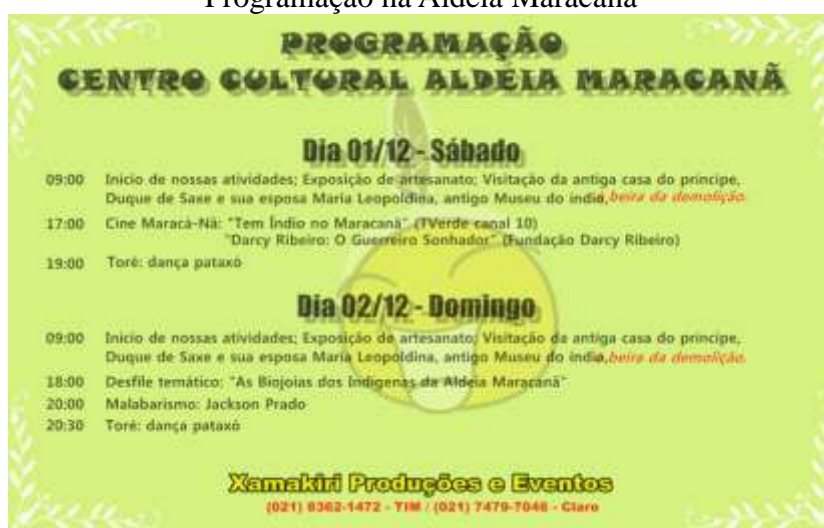 Programação na Aldeia Maracanã
PROGRAMAÇÃO
CENTRO CULTURAL ALDEIA MARACANÃ
Dia 01/12 - Sábado
09:00 Inicio de nossas atividades; Exposição de artesanato; Visitação da antiga casa do principe,
Duque de Saxe e sua esposa Maria Leopoldina, antigo Museu do indio, beira da demolição.
17:00 Cine Maracá-Nã: "Tem Índio no Maracanã" (TVerde canal 10)
"Darcy Ribeiro: O Guerreiro Sonhador" (Fundação Darcy Ribeiro)
19:00 Toré: dança pataxó
Dia 02/12 - Domingo
09:00 Inicio de nossas atividades; Exposição de artesanato; Visitação da antiga casa do principe,
Duque de Saxe e sua esposa Maria Leopoldina, antigo Museu do indio, beira da demolição.
18:00 Desfile temático: "As Biojoias dos Indigenas da Aldeia Maracanã"
20:00 Malabarismo: Jackson Prado
20:30 Toré: dança pataxó
Xamakiri Produções e Eventos
(021) 8362-1472 - TIM / (021) 7479-7046 - Claro